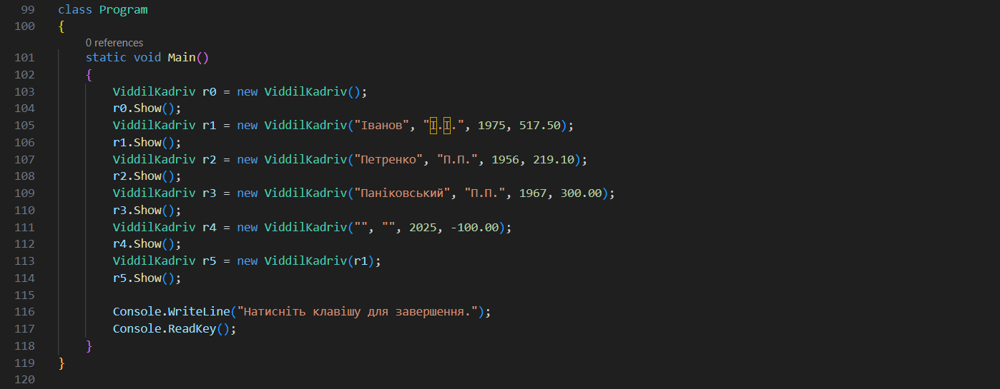 99 class Program
100 {
0 references
101 static void Main()
102 {
103 ViddilKadriv r0 = new ViddilKadriv();
104 r0.Show();
105 ViddilKadriv r1 = new ViddilKadriv("Іванов", "І.І.", 1975, 517.50);
106 r1.Show();
107 ViddilKadriv r2 = new ViddilKadriv("Петренко", "П.П.", 1956, 219.10);
108 r2.Show();
109 ViddilKadriv r3 = new ViddilKadriv("Паніковський", "П.П.", 1967, 300.00);
110 r3.Show();
111 ViddilKadriv r4 = new ViddilKadriv("", "", 2025, -100.00);
112 r4.Show();
113 ViddilKadriv r5 = new ViddilKadriv(r1);
114 r5.Show();
115
116 Console.WriteLine("Натисніть клавішу для завершення.");
117 Console.ReadKey();
118 }
119 }
120